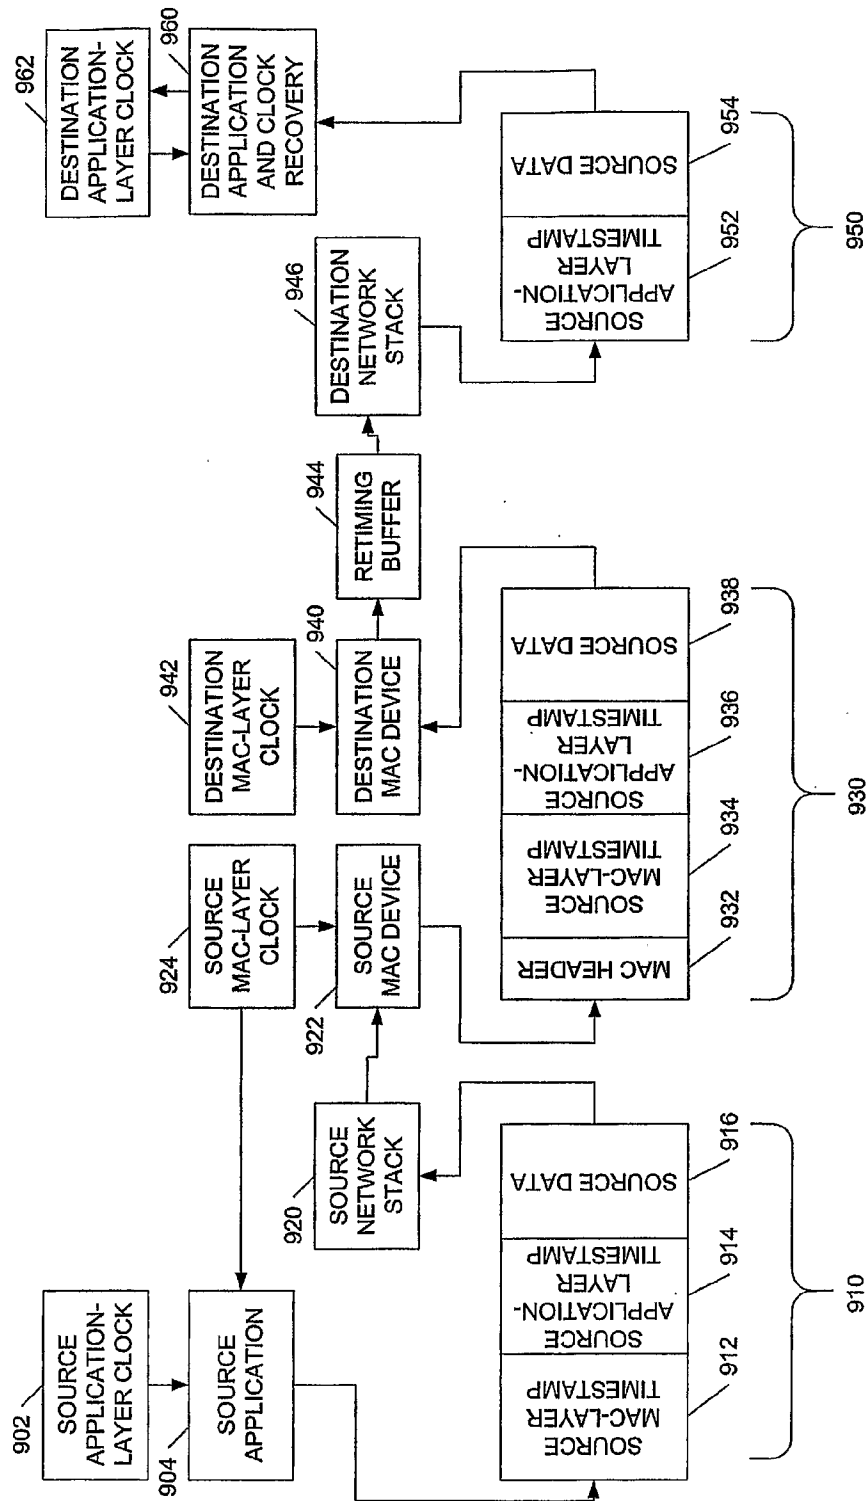 902
SOURCE
APPLICATION-
LAYER CLOCK
904
SOURCE
APPLICATION
SOURCE
MAC-LAYER
TIMESTAMP
912
SOURCE
APPLICATION-
LAYER
TIMESTAMP
914
SOURCE DATA
916
910
920
SOURCE
NETWORK
STACK
924
SOURCE
MAC-LAYER
CLOCK
922
SOURCE
MAC DEVICE
MAC HEADER
932
SOURCE
MAC-LAYER
TIMESTAMP
934
SOURCE
APPLICATION-
LAYER
TIMESTAMP
936
SOURCE DATA
938
930
942
DESTINATION
MAC-LAYER
CLOCK
940
DESTINATION
MAC DEVICE
944
RETIMING
BUFFER
946
DESTINATION
NETWORK
STACK
SOURCE
APPLICATION-
LAYER
TIMESTAMP
952
SOURCE DATA
954
950
962
DESTINATION
APPLICATION-
LAYER CLOCK
960
DESTINATION
APPLICATION
AND CLOCK
RECOVERY